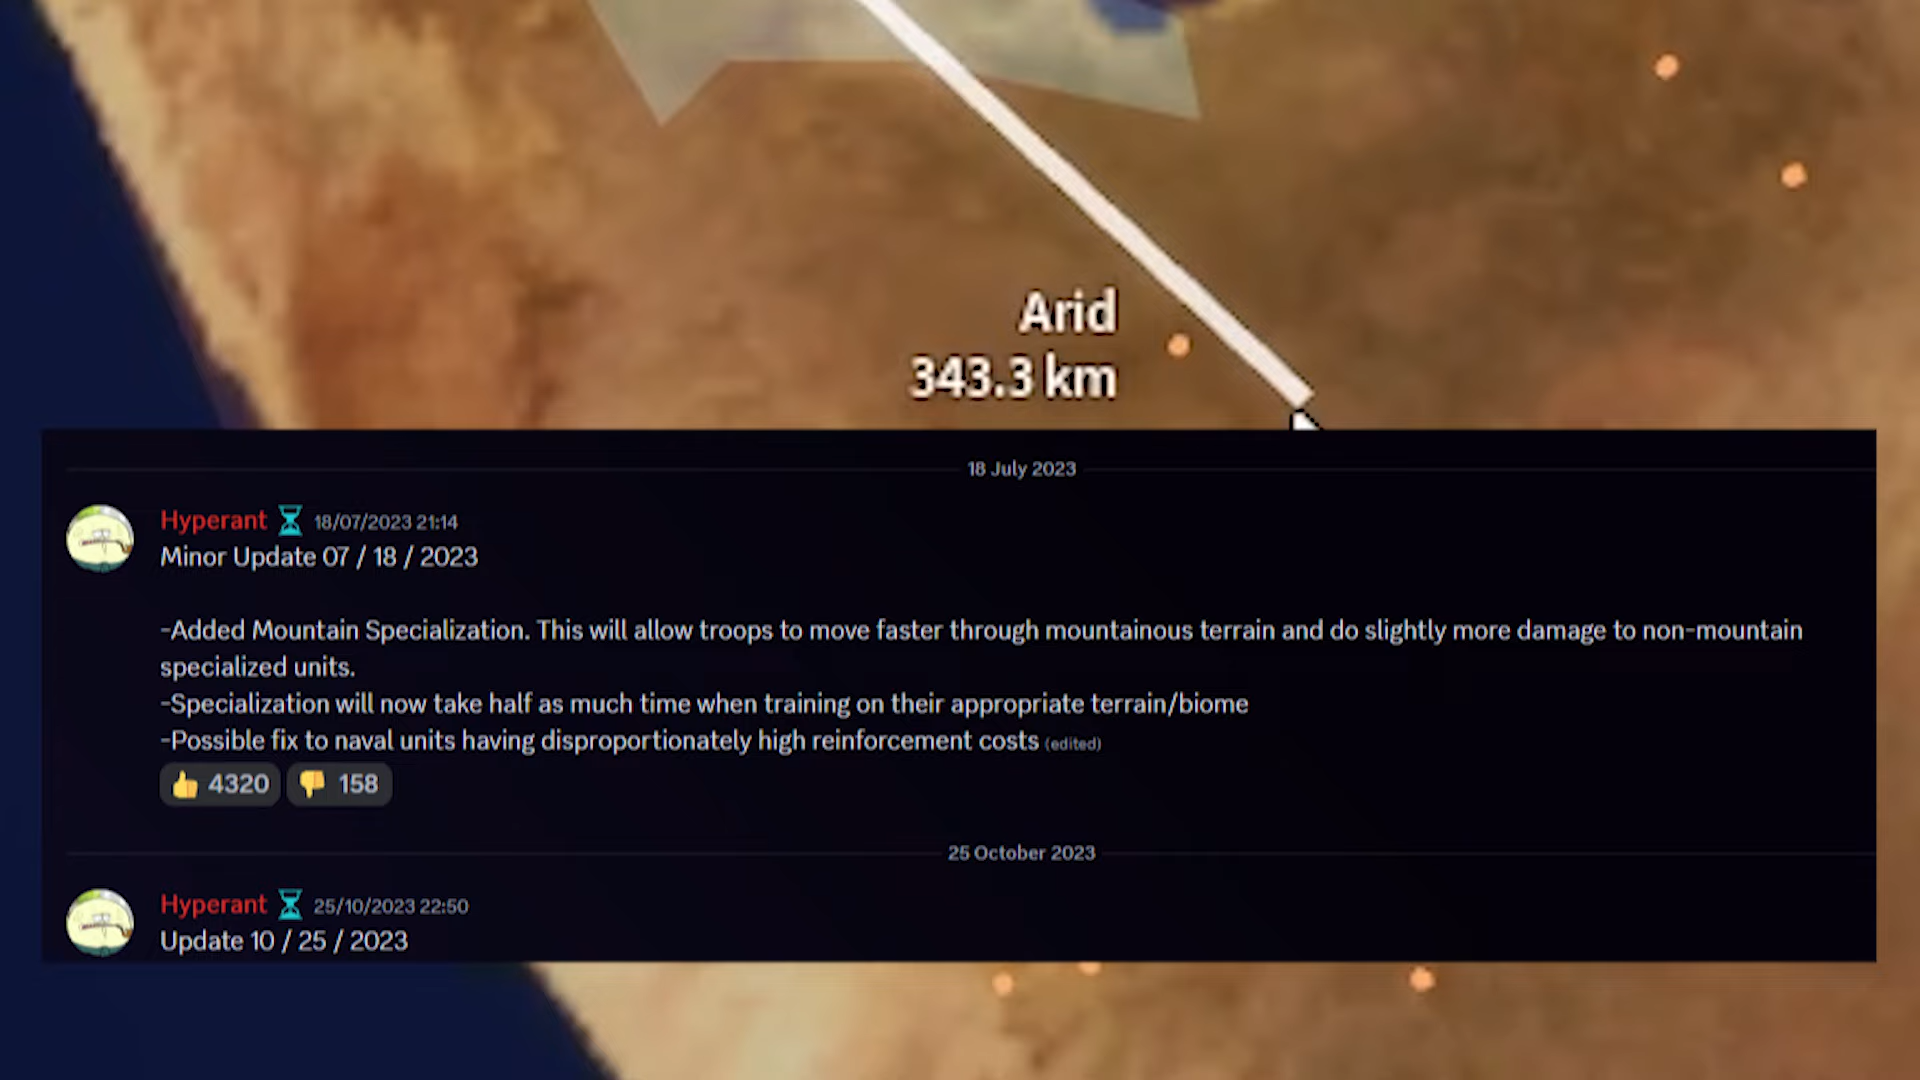 Arid
343.3 km
18 July 2023
Hyperant 18/07/2023 21:14
Minor Update 07 / 18 / 2023
-Added Mountain Specialization. This will allow troops to move faster through mountainous terrain and do slightly more damage to non-mountain
specialized units.
-Specialization will now take half as much time when training on their appropriate terrain/biome
-Possible fix to naval units having disproportionately high reinforcement costs (edited)
👍 4320 👎 158
25 October 2023
Hyperant 25/10/2023 22:50
Update 10 / 25 / 2023